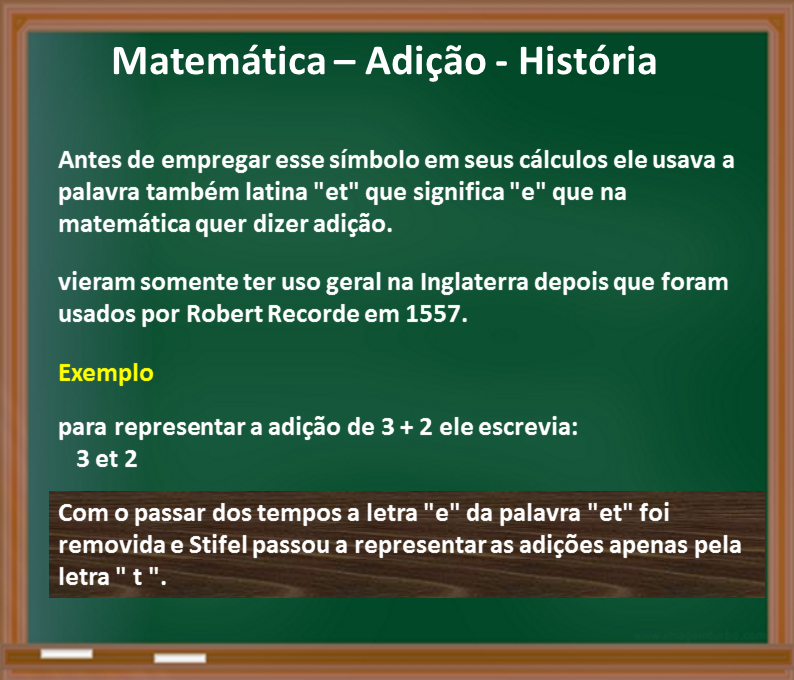 Matemática – Adição - História
Antes de empregar esse símbolo em seus cálculos ele usava a
palavra também latina "et" que significa "e" que na
matemática quer dizer adição.
vieram somente ter uso geral na Inglaterra depois que foram
usados por Robert Recorde em 1557.
Exemplo
para representar a adição de 3 + 2 ele escrevia:
3 et 2
Com o passar dos tempos a letra "e" da palavra "et" foi
removida e Stifel passou a representar as adições apenas pela
letra " t ".